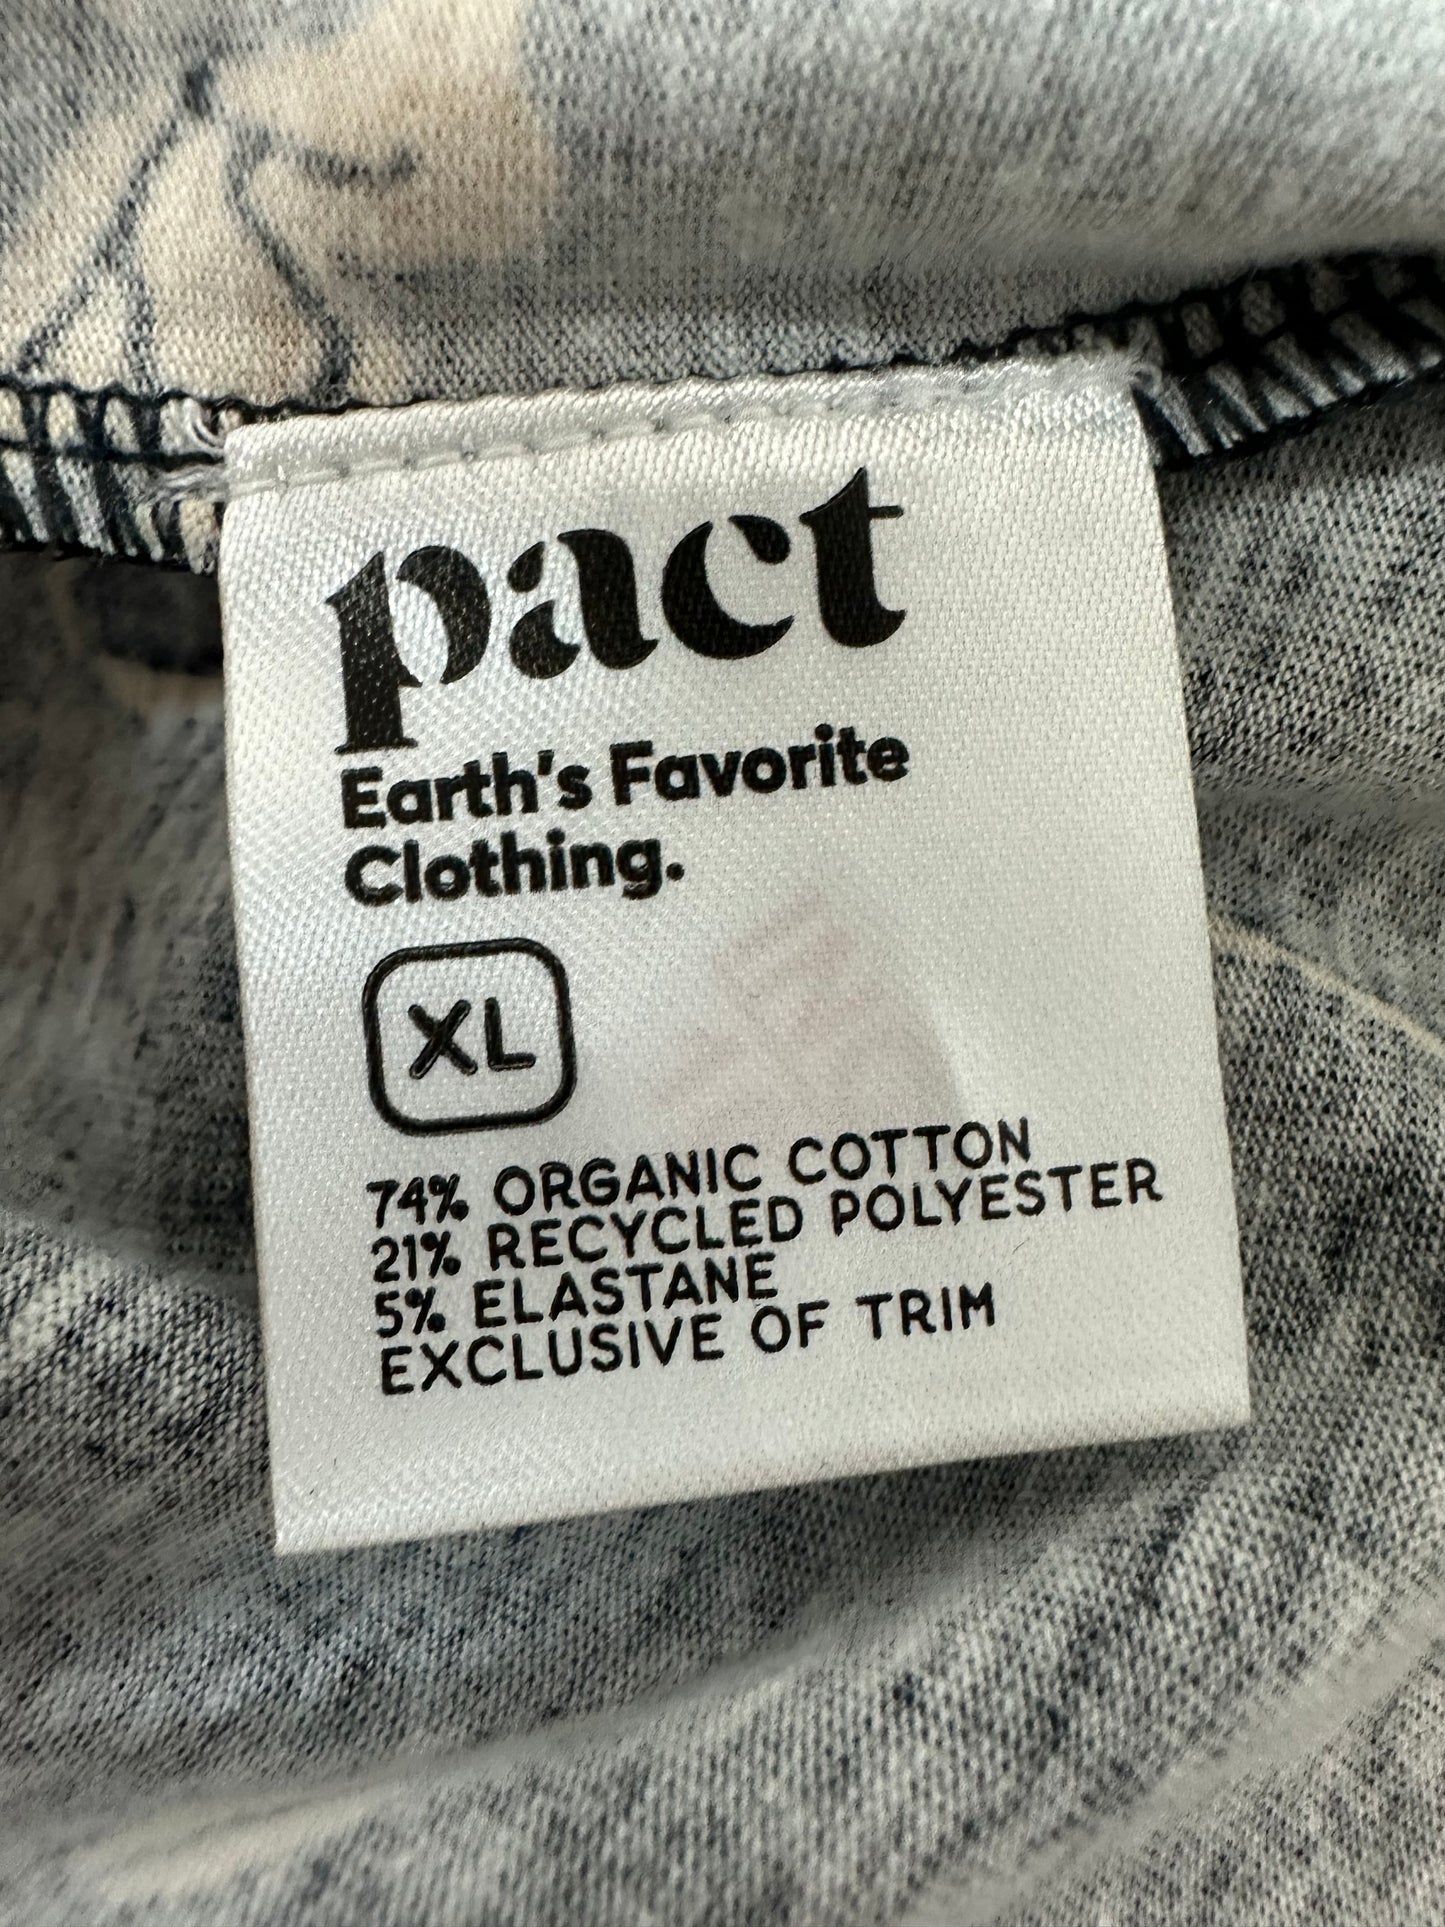 pact
Earth's Favorite
Clothing.
XL
74% ORGANIC COTTON
21% RECYCLED POLYESTER
5% ELASTANE
EXCLUSIVE OF TRIM